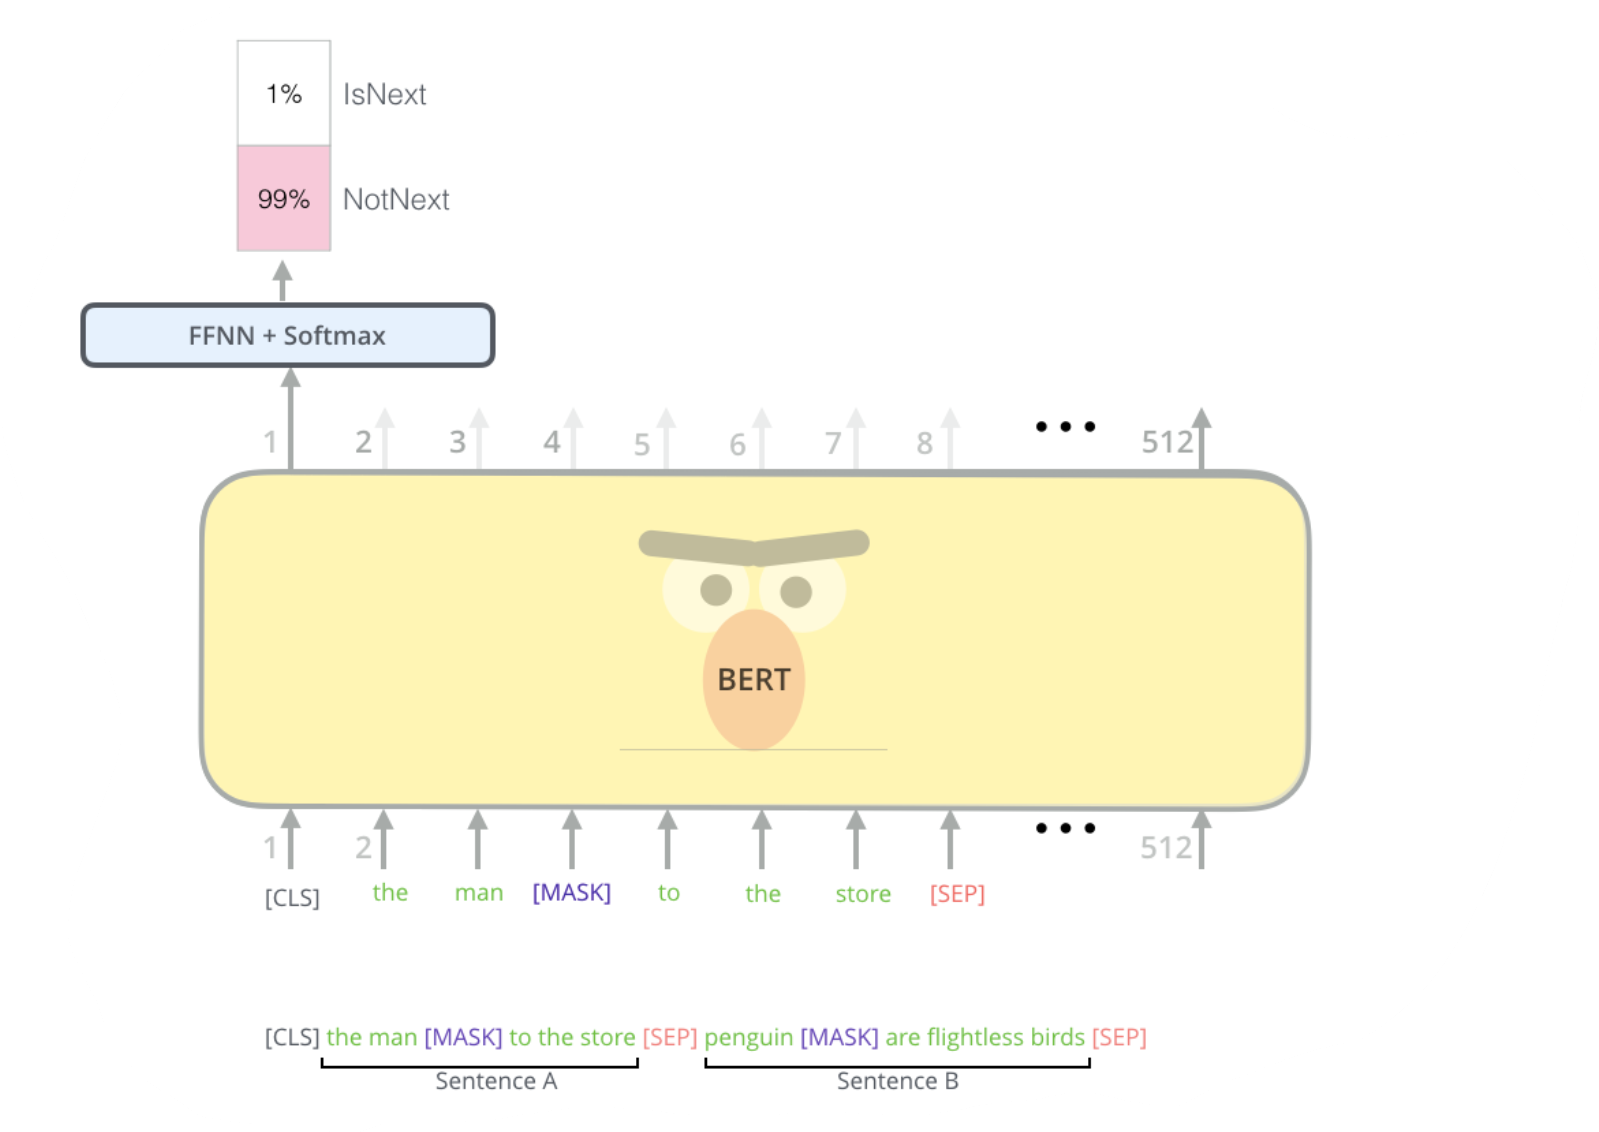 1% IsNext
99% NotNext
FFNN + Softmax
1 2 3 4 5 6 7 8 ••• 512
BERT
1 2 ••• 512
[CLS] the man [MASK] to the store [SEP]
[CLS] the man [MASK] to the store [SEP] penguin [MASK] are flightless birds [SEP]
Sentence A Sentence B